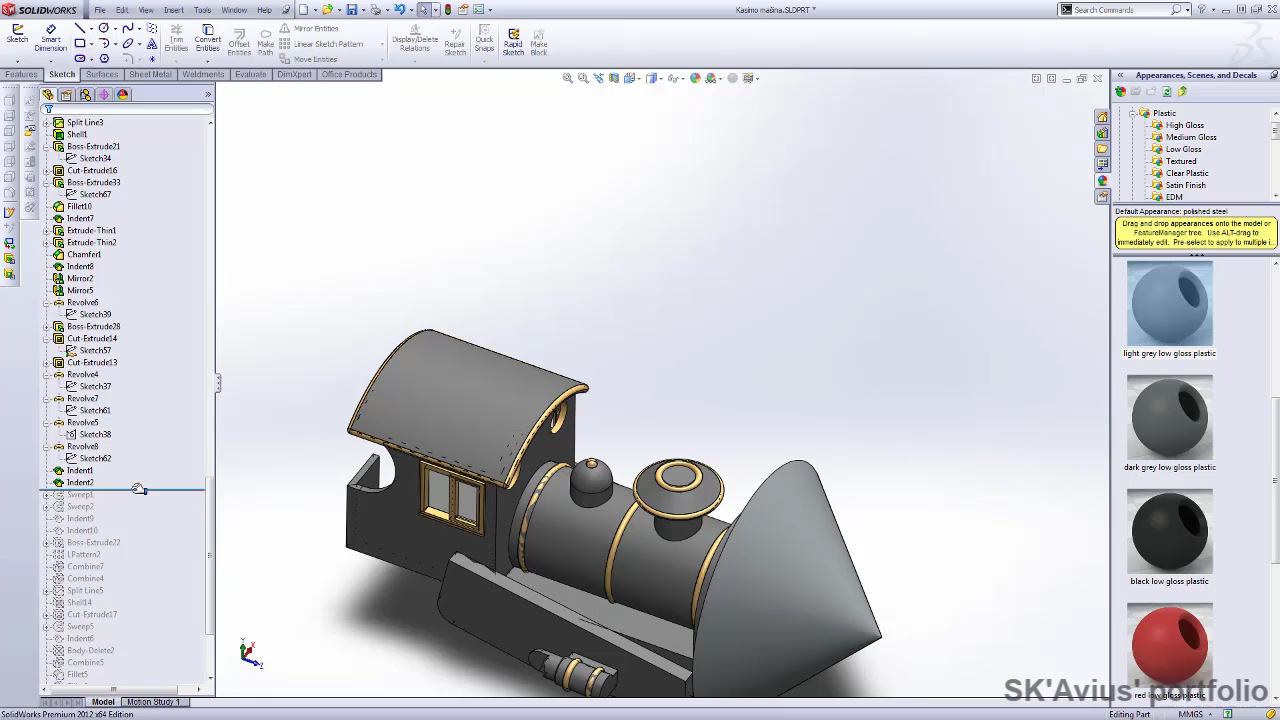 SOLIDWORKS File Edit View Insert Tools Window Help Kasimo mašina.SLDPRT * Search Commands
Sketch Smart Dimension Trim Entities Convert Entities Offset Entities Make Path Mirror Entities Linear Sketch Pattern Move Entities Display/Delete Relations Repair Sketch Quick Snaps Rapid Sketch Make Block
Features Sketch Surfaces Sheet Metal Weldments Evaluate DimXpert Office Products
Appearances, Scenes, and Decals
Split Line3
Shell1
Boss-Extrude21
Sketch34
Cut-Extrude16
Boss-Extrude33
Sketch67
Fillet10
Indent7
Extrude-Thin1
Extrude-Thin2
Chamfer1
Indent8
Mirror2
Mirror5
Revolve6
Sketch39
Boss-Extrude28
Cut-Extrude14
Sketch57
Cut-Extrude13
Revolve4
Sketch37
Revolve7
Sketch61
Revolve5
Sketch38
Revolve8
Sketch62
Indent1
Indent2
Sweep1
Sweep2
Indent9
Indent10
Boss-Extrude22
LPattern2
Combine7
Combine4
Split Line5
Shell14
Cut-Extrude17
Sweep5
Indent6
Body-Delete2
Combine5
Fillet5
Plastic
High Gloss
Medium Gloss
Low Gloss
Textured
Clear Plastic
Satin Finish
EDM
Default Appearance: polished steel
Drag and drop appearances onto the model or
FeatureManager tree. Use ALT-drag to
immediately edit. Pre-select to apply to multiple i...
light grey low gloss plastic
dark grey low gloss plastic
black low gloss plastic
red low gloss plastic
Y
X
Z
SK'Avius' portfolio
Model Motion Study 1
SolidWorks Premium 2012 x64 Edition Editing Part MMGS